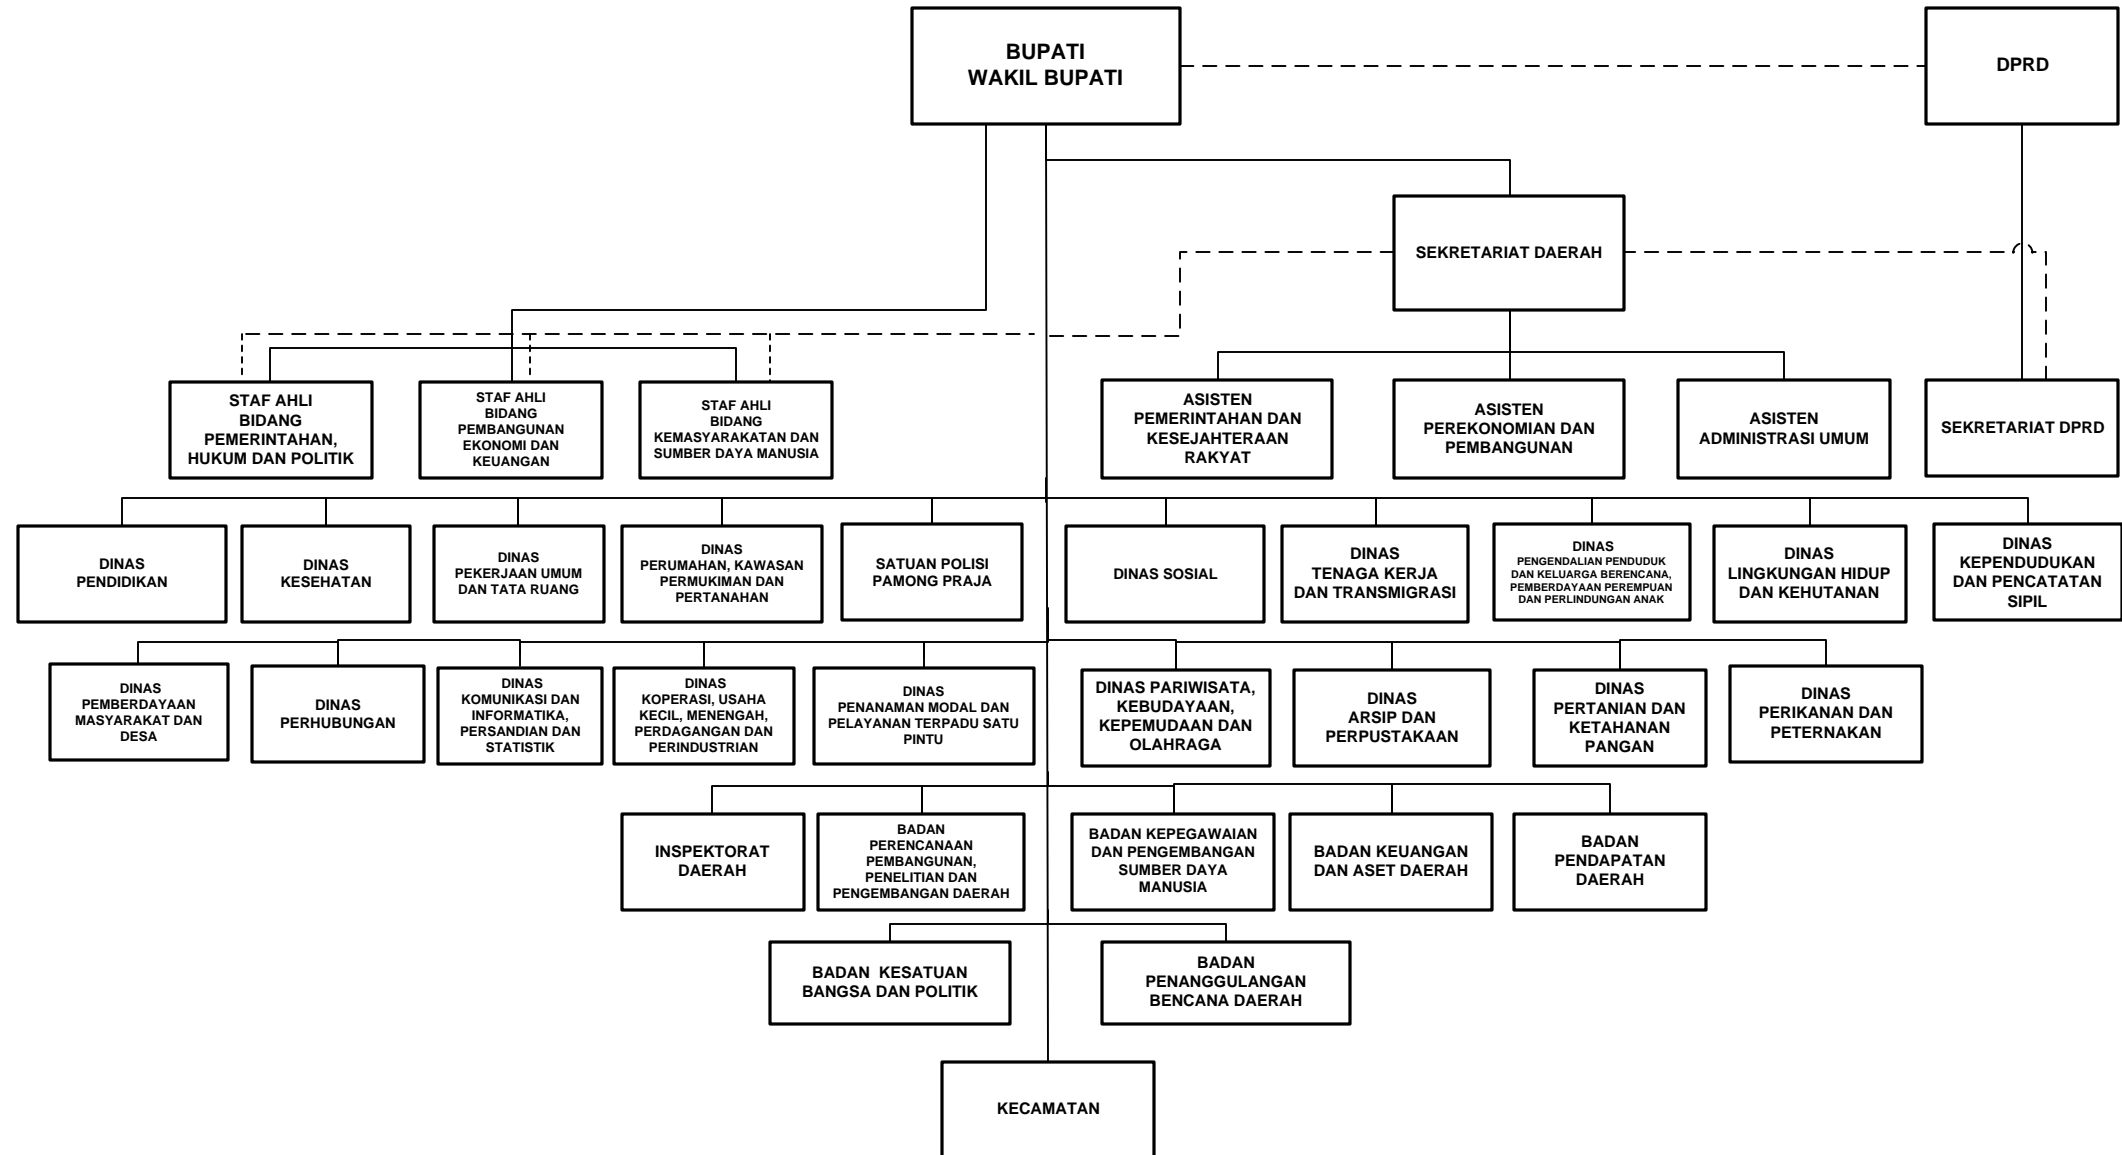 BUPATI
WAKIL BUPATI
DPRD
SEKRETARIAT DAERAH
STAF AHLI
BIDANG
PEMERINTAHAN,
HUKUM DAN POLITIK
STAF AHLI
BIDANG
PEMBANGUNAN
EKONOMI DAN
KEUANGAN
STAF AHLI
BIDANG
KEMASYARAKATAN DAN
SUMBER DAYA MANUSIA
ASISTEN
PEMERINTAHAN DAN
KESEJAHTERAAN
RAKYAT
ASISTEN
PEREKONOMIAN DAN
PEMBANGUNAN
ASISTEN
ADMINISTRASI UMUM
SEKRETARIAT DPRD
DINAS
PENDIDIKAN
DINAS
KESEHATAN
DINAS
PEKERJAAN UMUM
DAN TATA RUANG
DINAS
PERUMAHAN, KAWASAN
PERMUKIMAN DAN
PERTANAHAN
SATUAN POLISI
PAMONG PRAJA
DINAS SOSIAL
DINAS
TENAGA KERJA
DAN TRANSMIGRASI
DINAS
PENGENDALIAN PENDUDUK
DAN KELUARGA BERENCANA,
PEMBERDAYAAN PEREMPUAN
DAN PERLINDUNGAN ANAK
DINAS
LINGKUNGAN HIDUP
DAN KEHUTANAN
DINAS
KEPENDUDUKAN
DAN PENCATATAN
SIPIL
DINAS
PEMBERDAYAAN
MASYARAKAT DAN
DESA
DINAS
PERHUBUNGAN
DINAS
KOMUNIKASI DAN
INFORMATIKA,
PERSANDIAN DAN
STATISTIK
DINAS
KOPERASI, USAHA
KECIL, MENENGAH,
PERDAGANGAN DAN
PERINDUSTRIAN
DINAS
PENANAMAN MODAL DAN
PELAYANAN TERPADU SATU
PINTU
DINAS PARIWISATA,
KEBUDAYAAN,
KEPEMUDAAN DAN
OLAHRAGA
DINAS
ARSIP DAN
PERPUSTAKAAN
DINAS
PERTANIAN DAN
KETAHANAN
PANGAN
DINAS
PERIKANAN DAN
PETERNAKAN
INSPEKTORAT
DAERAH
BADAN
PERENCANAAN
PEMBANGUNAN,
PENELITIAN DAN
PENGEMBANGAN DAERAH
BADAN KEPEGAWAIAN
DAN PENGEMBANGAN
SUMBER DAYA
MANUSIA
BADAN KEUANGAN
DAN ASET DAERAH
BADAN
PENDAPATAN
DAERAH
BADAN  KESATUAN
BANGSA DAN POLITIK
BADAN
PENANGGULANGAN
BENCANA DAERAH
KECAMATAN